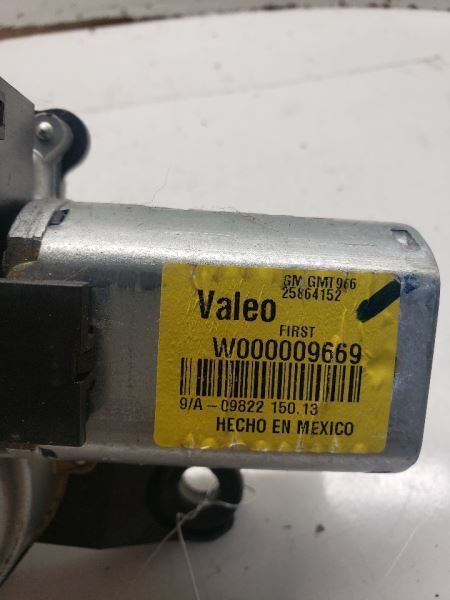 GM GMT966
25864152
Valeo
FIRST
W000009669
9/A-09822 150.13
HECHO EN MEXICO